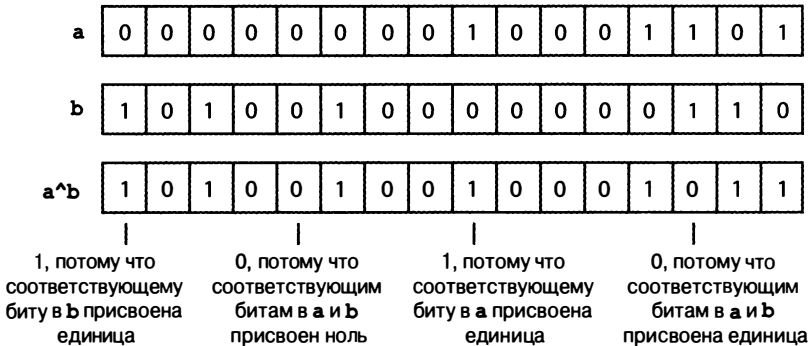 a 0 0 0 0 0 0 0 0 1 0 0 0 1 1 0 1
b 1 0 1 0 0 1 0 0 0 0 0 0 0 1 1 0
a^b 1 0 1 0 0 1 0 0 1 0 0 0 1 0 1 1
1, потому что
соответствующему
биту в b присвоена
единица
0, потому что
соответствующим
битам в a и b
присвоен ноль
1, потому что
соответствующему
биту в a присвоена
единица
0, потому что
соответствующим
битам в a и b
присвоена единица